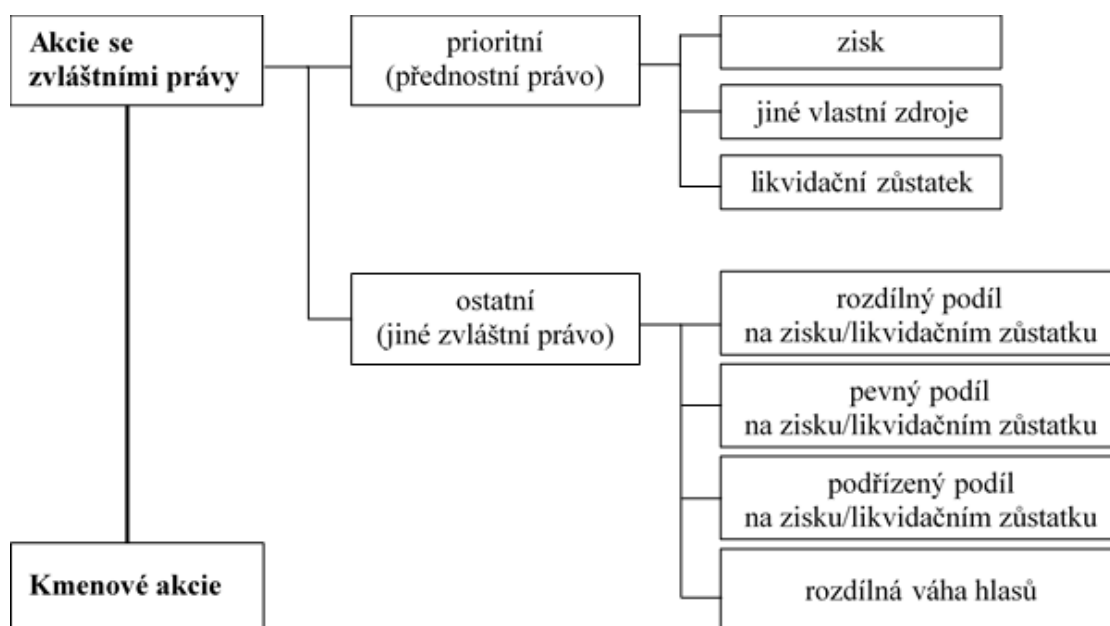 Akcie se
zvláštními právy
prioritní
(přednostní právo)
zisk
jiné vlastní zdroje
likvidační zůstatek
ostatní
(jiné zvláštní právo)
rozdílný podíl
na zisku/likvidačním zůstatku
pevný podíl
na zisku/likvidačním zůstatku
podřízený podíl
na zisku/likvidačním zůstatku
rozdílná váha hlasů
Kmenové akcie